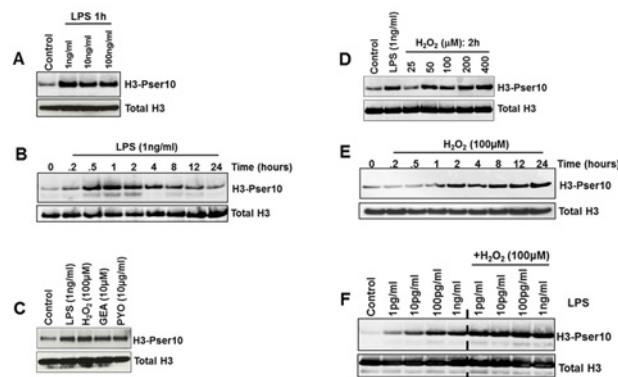 A
LPS 1h
Control
1ng/ml
10ng/ml
100ng/ml
H3-Pser10
Total H3
B
LPS (1ng/ml)
0 .2 .5 1 2 4 8 12 24 Time (hours)
H3-Pser10
Total H3
C
Control
LPS (1ng/ml)
H₂O₂ (100µM)
GEA (10µM)
PYO (10µg/ml)
H3-Pser10
Total H3
D
H₂O₂ (µM): 2h
Control
LPS (1ng/ml)
25
50
100
200
400
H3-Pser10
Total H3
E
H₂O₂ (100µM)
0 .2 .5 1 2 4 8 12 24 Time (hours)
H3-Pser10
Total H3
F
+H₂O₂ (100µM)
Control
1pg/ml
10pg/ml
100pg/ml
1ng/ml
1pg/ml
10pg/ml
100pg/ml
1ng/ml
LPS
H3-Pser10
Total H3